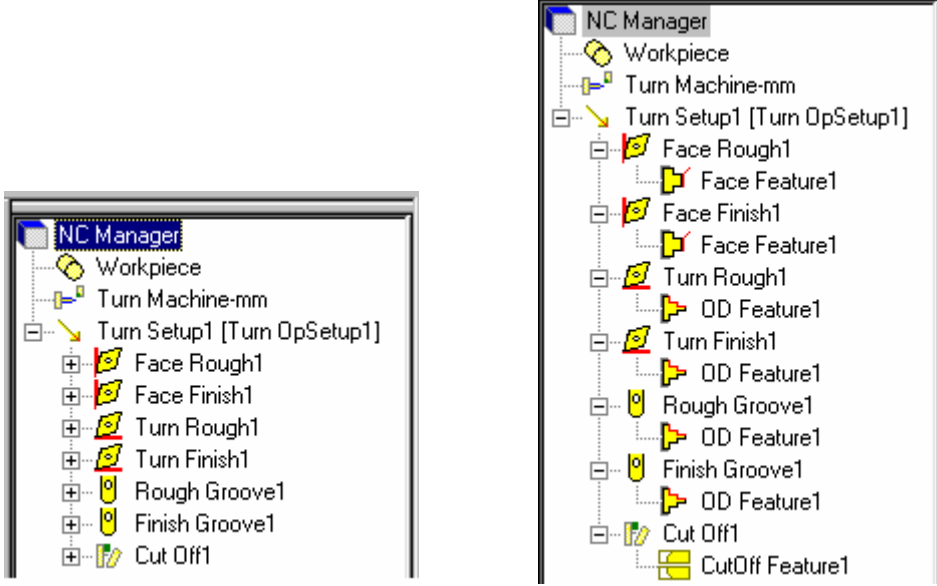 NC Manager
Workpiece
Turn Machine-mm
Turn Setup1 [Turn OpSetup1]
Face Rough1
Face Finish1
Turn Rough1
Turn Finish1
Rough Groove1
Finish Groove1
Cut Off1
NC Manager
Workpiece
Turn Machine-mm
Turn Setup1 [Turn OpSetup1]
Face Rough1
Face Feature1
Face Finish1
Face Feature1
Turn Rough1
OD Feature1
Turn Finish1
OD Feature1
Rough Groove1
OD Feature1
Finish Groove1
OD Feature1
Cut Off1
CutOff Feature1